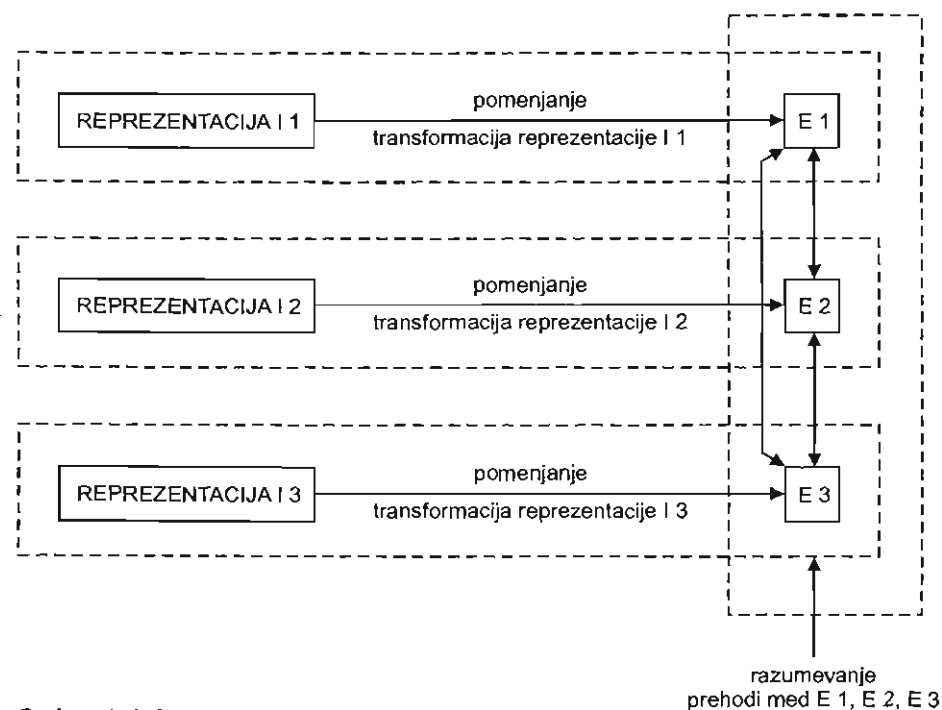 REPREZENTACIJA I 1
pomenjanje
transformacija reprezentacije I 1
E 1
REPREZENTACIJA I 2
pomenjanje
transformacija reprezentacije I 2
E 2
REPREZENTACIJA I 3
pomenjanje
transformacija reprezentacije I 3
E 3
razumevanje
prehodi med E 1, E 2, E 3